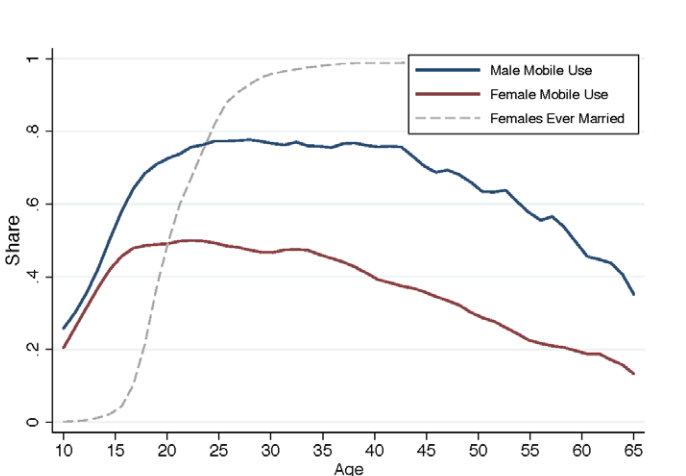 Male Mobile Use
Female Mobile Use
Females Ever Married
Share
1
.8
.6
.4
.2
0
10 15 20 25 30 35 40 45 50 55 60 65
Age